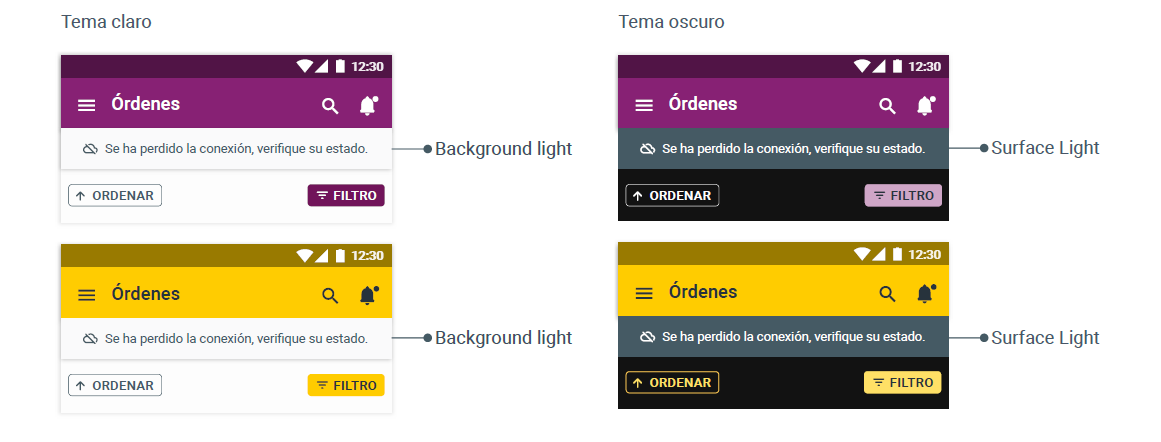 Tema claro
12:30
Órdenes
Se ha perdido la conexión, verifique su estado.
Background light
ORDENAR
FILTRO
12:30
Órdenes
Se ha perdido la conexión, verifique su estado.
Background light
ORDENAR
FILTRO
Tema oscuro
12:30
Órdenes
Se ha perdido la conexión, verifique su estado.
Surface Light
ORDENAR
FILTRO
12:30
Órdenes
Se ha perdido la conexión, verifique su estado.
Surface Light
ORDENAR
FILTRO